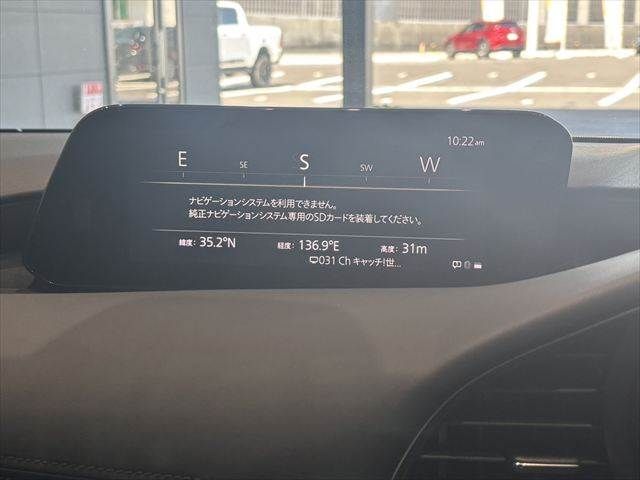 10:22am
E SE S SW W
ナビゲーションシステムを利用できません。
純正ナビゲーションシステム専用のSDカードを装着してください。
緯度: 35.2°N 経度: 136.9°E 高度: 31m
031 Ch キャッチ!世...